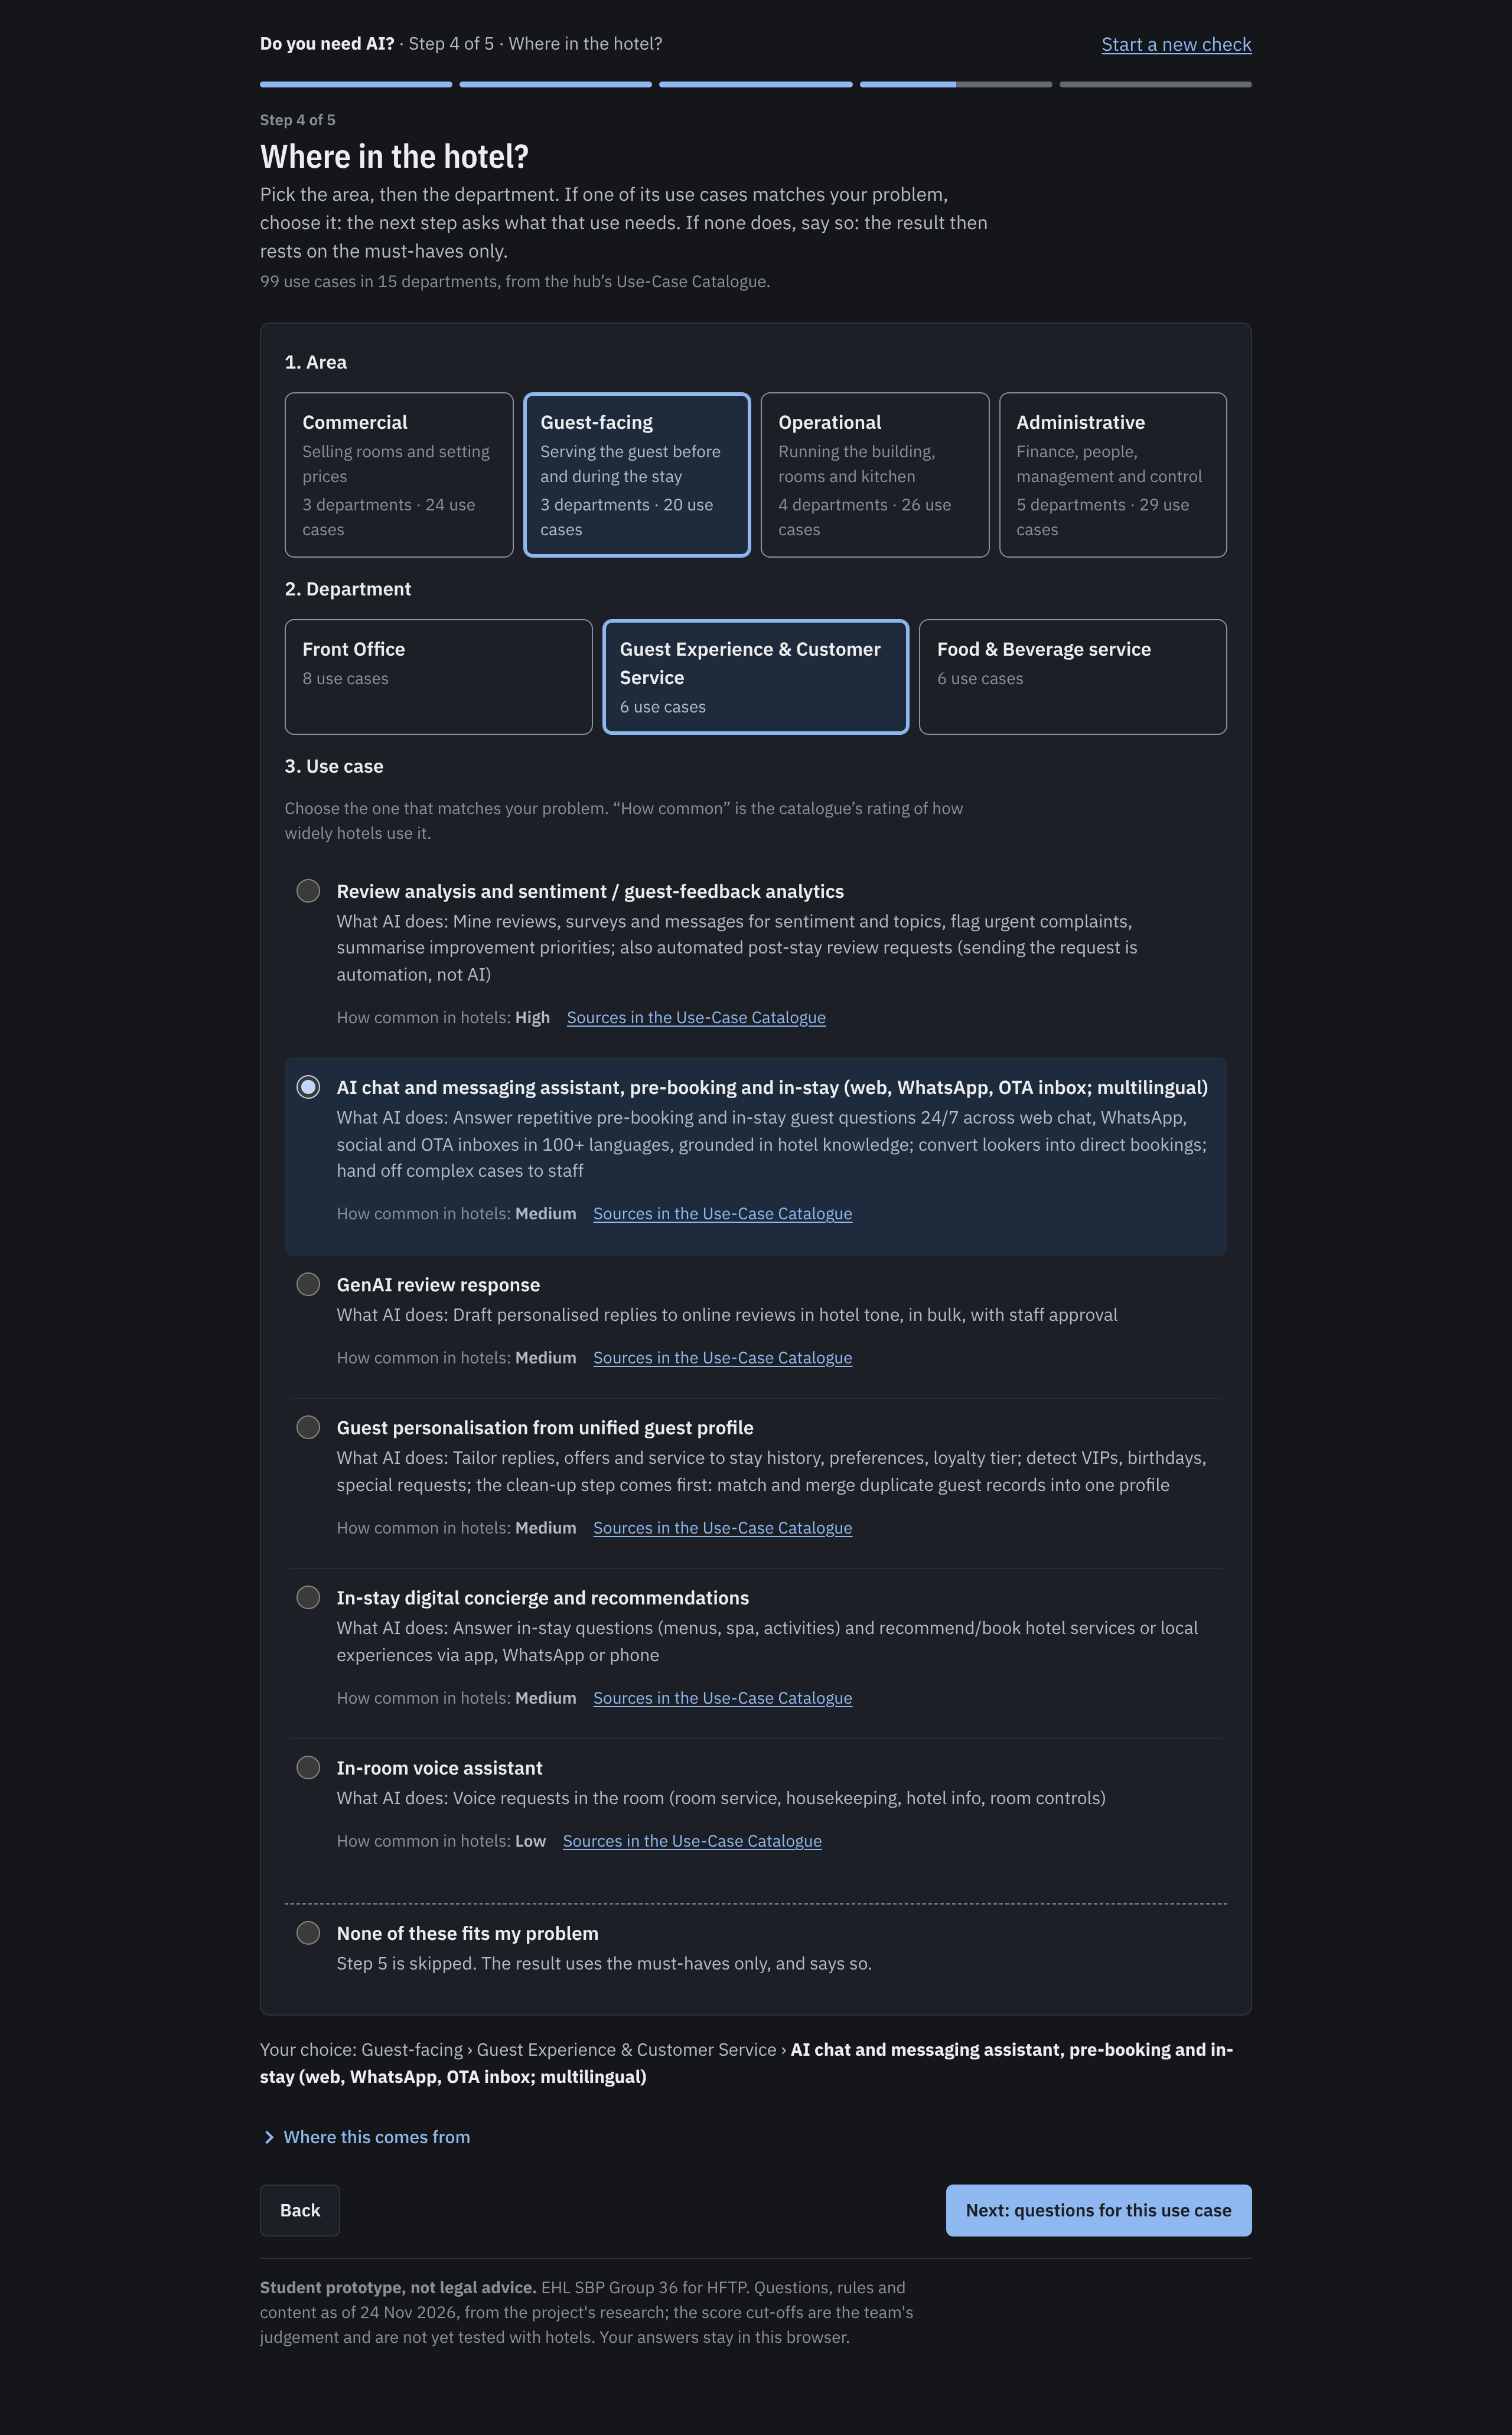 Do you need AI? · Step 4 of 5 · Where in the hotel?
Start a new check
Step 4 of 5
Where in the hotel?
Pick the area, then the department. If one of its use cases matches your problem,
choose it: the next step asks what that use needs. If none does, say so: the result then
rests on the must-haves only.
99 use cases in 15 departments, from the hub’s Use-Case Catalogue.
1. Area
Commercial
Selling rooms and setting
prices
3 departments · 24 use
cases
Guest-facing
Serving the guest before
and during the stay
3 departments · 20 use
cases
Operational
Running the building,
rooms and kitchen
4 departments · 26 use
cases
Administrative
Finance, people,
management and control
5 departments · 29 use
cases
2. Department
Front Office
8 use cases
Guest Experience & Customer
Service
6 use cases
Food & Beverage service
6 use cases
3. Use case
Choose the one that matches your problem. “How common” is the catalogue’s rating of how
widely hotels use it.
Review analysis and sentiment / guest-feedback analytics
What AI does: Mine reviews, surveys and messages for sentiment and topics, flag urgent complaints,
summarise improvement priorities; also automated post-stay review requests (sending the request is
automation, not AI)
How common in hotels: High Sources in the Use-Case Catalogue
AI chat and messaging assistant, pre-booking and in-stay (web, WhatsApp, OTA inbox; multilingual)
What AI does: Answer repetitive pre-booking and in-stay guest questions 24/7 across web chat, WhatsApp,
social and OTA inboxes in 100+ languages, grounded in hotel knowledge; convert lookers into direct bookings;
hand off complex cases to staff
How common in hotels: Medium Sources in the Use-Case Catalogue
GenAI review response
What AI does: Draft personalised replies to online reviews in hotel tone, in bulk, with staff approval
How common in hotels: Medium Sources in the Use-Case Catalogue
Guest personalisation from unified guest profile
What AI does: Tailor replies, offers and service to stay history, preferences, loyalty tier; detect VIPs, birthdays,
special requests; the clean-up step comes first: match and merge duplicate guest records into one profile
How common in hotels: Medium Sources in the Use-Case Catalogue
In-stay digital concierge and recommendations
What AI does: Answer in-stay questions (menus, spa, activities) and recommend/book hotel services or local
experiences via app, WhatsApp or phone
How common in hotels: Medium Sources in the Use-Case Catalogue
In-room voice assistant
What AI does: Voice requests in the room (room service, housekeeping, hotel info, room controls)
How common in hotels: Low Sources in the Use-Case Catalogue
None of these fits my problem
Step 5 is skipped. The result uses the must-haves only, and says so.
Your choice: Guest-facing › Guest Experience & Customer Service › AI chat and messaging assistant, pre-booking and in-
stay (web, WhatsApp, OTA inbox; multilingual)
Where this comes from
Back
Next: questions for this use case
Student prototype, not legal advice. EHL SBP Group 36 for HFTP. Questions, rules and
content as of 24 Nov 2026, from the project's research; the score cut-offs are the team's
judgement and are not yet tested with hotels. Your answers stay in this browser.